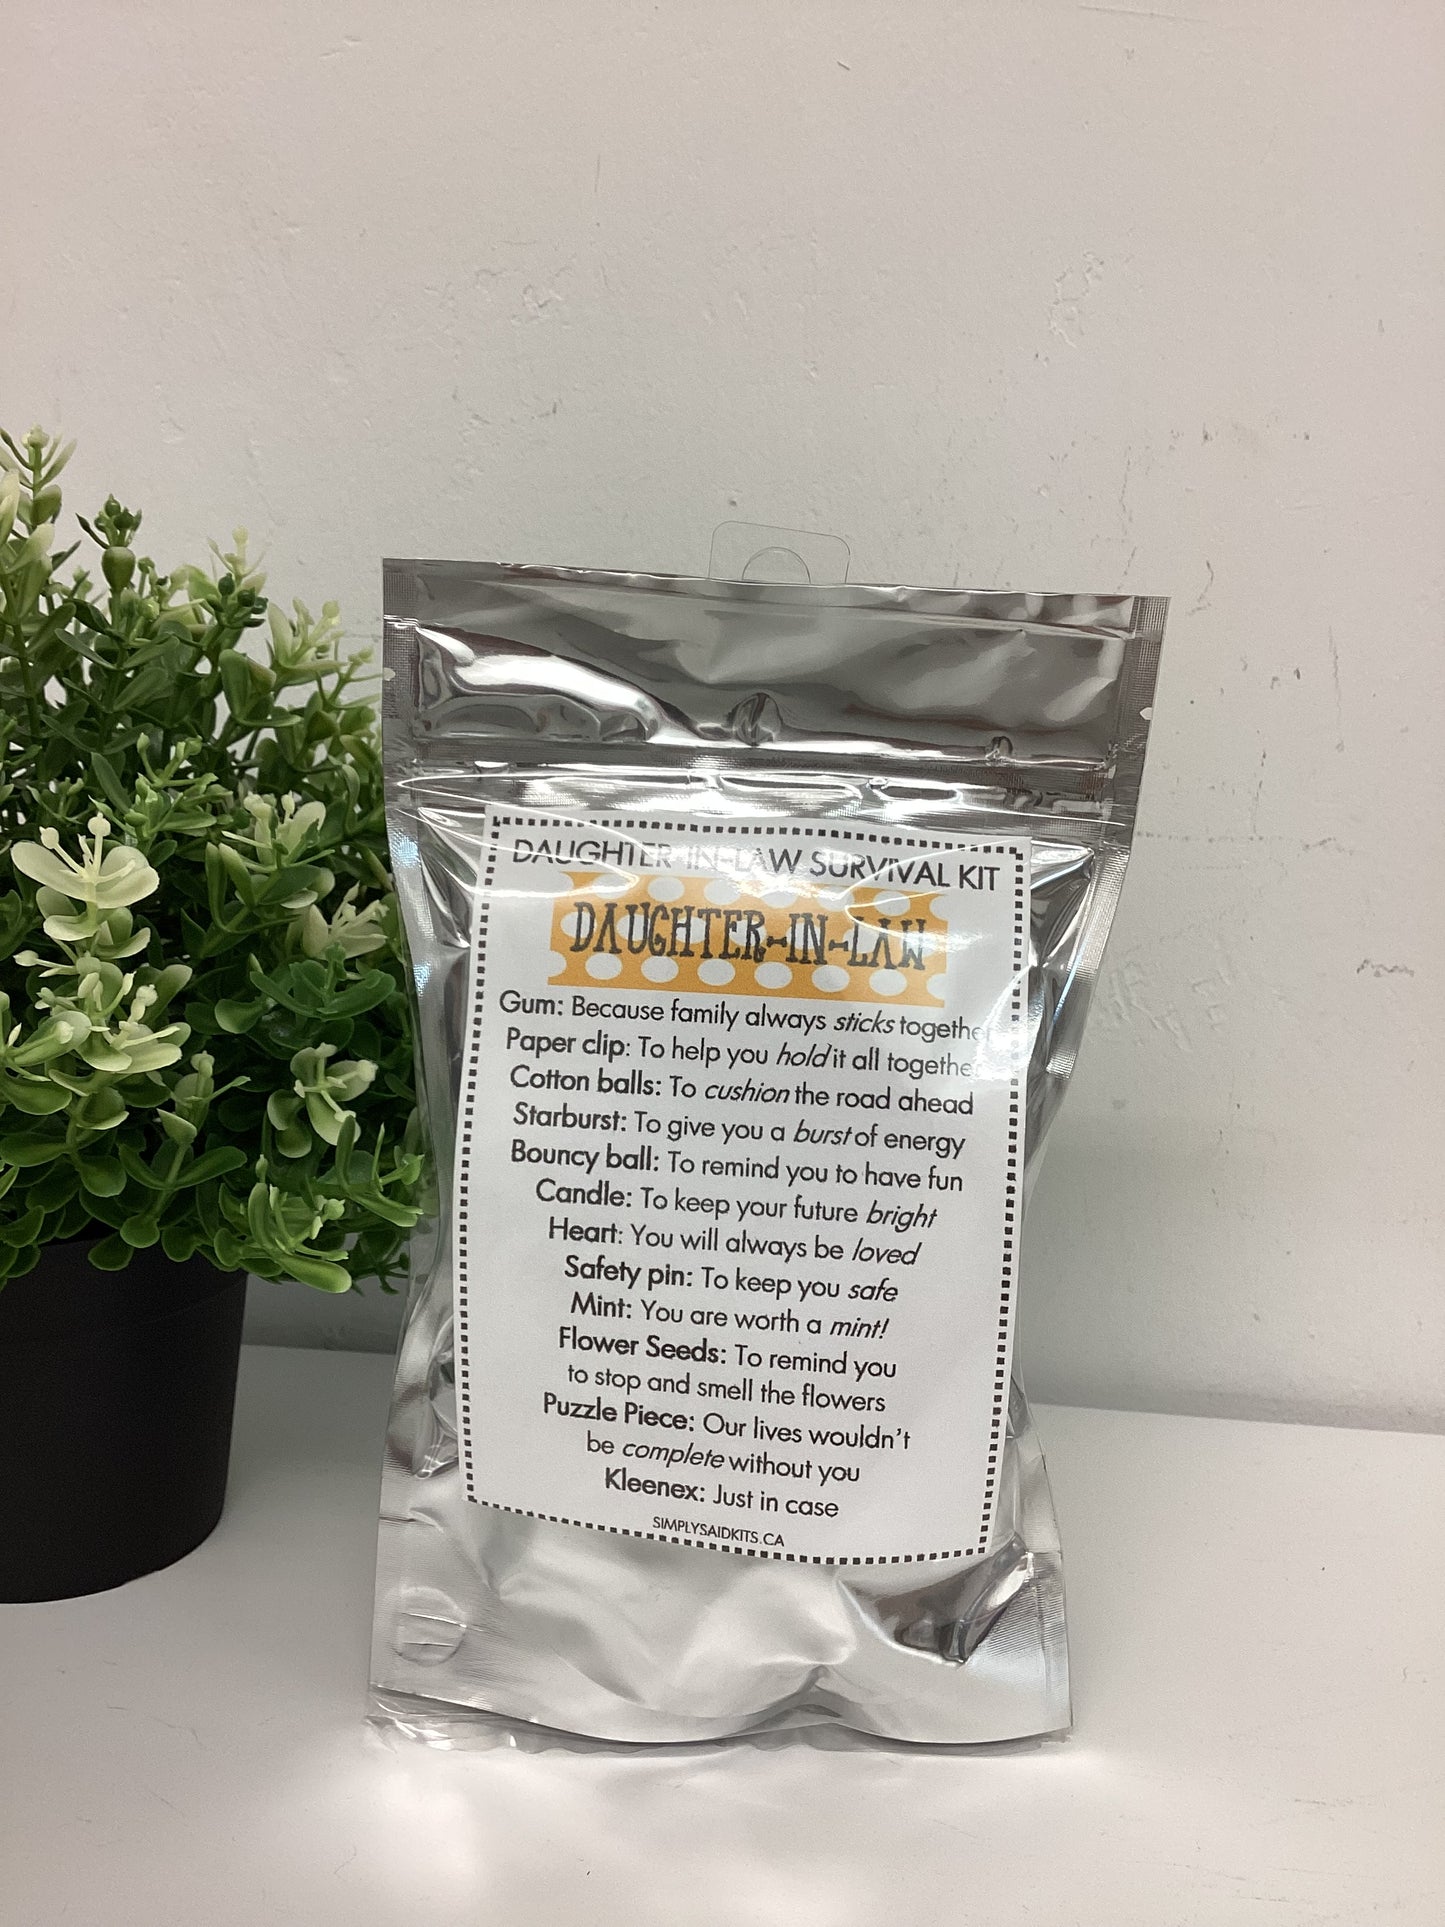 DAUGHTER-IN-LAW SURVIVAL KIT
DAUGHTER-IN-LAW
Gum: Because family always sticks together
Paper clip: To help you hold it all together
Cotton balls: To cushion the road ahead
Starburst: To give you a burst of energy
Bouncy ball: To remind you to have fun
Candle: To keep your future bright
Heart: You will always be loved
Safety pin: To keep you safe
Mint: You are worth a mint!
Flower Seeds: To remind you
to stop and smell the flowers
Puzzle Piece: Our lives wouldn't
be complete without you
Kleenex: Just in case
SIMPLYSAIDKITS.CA